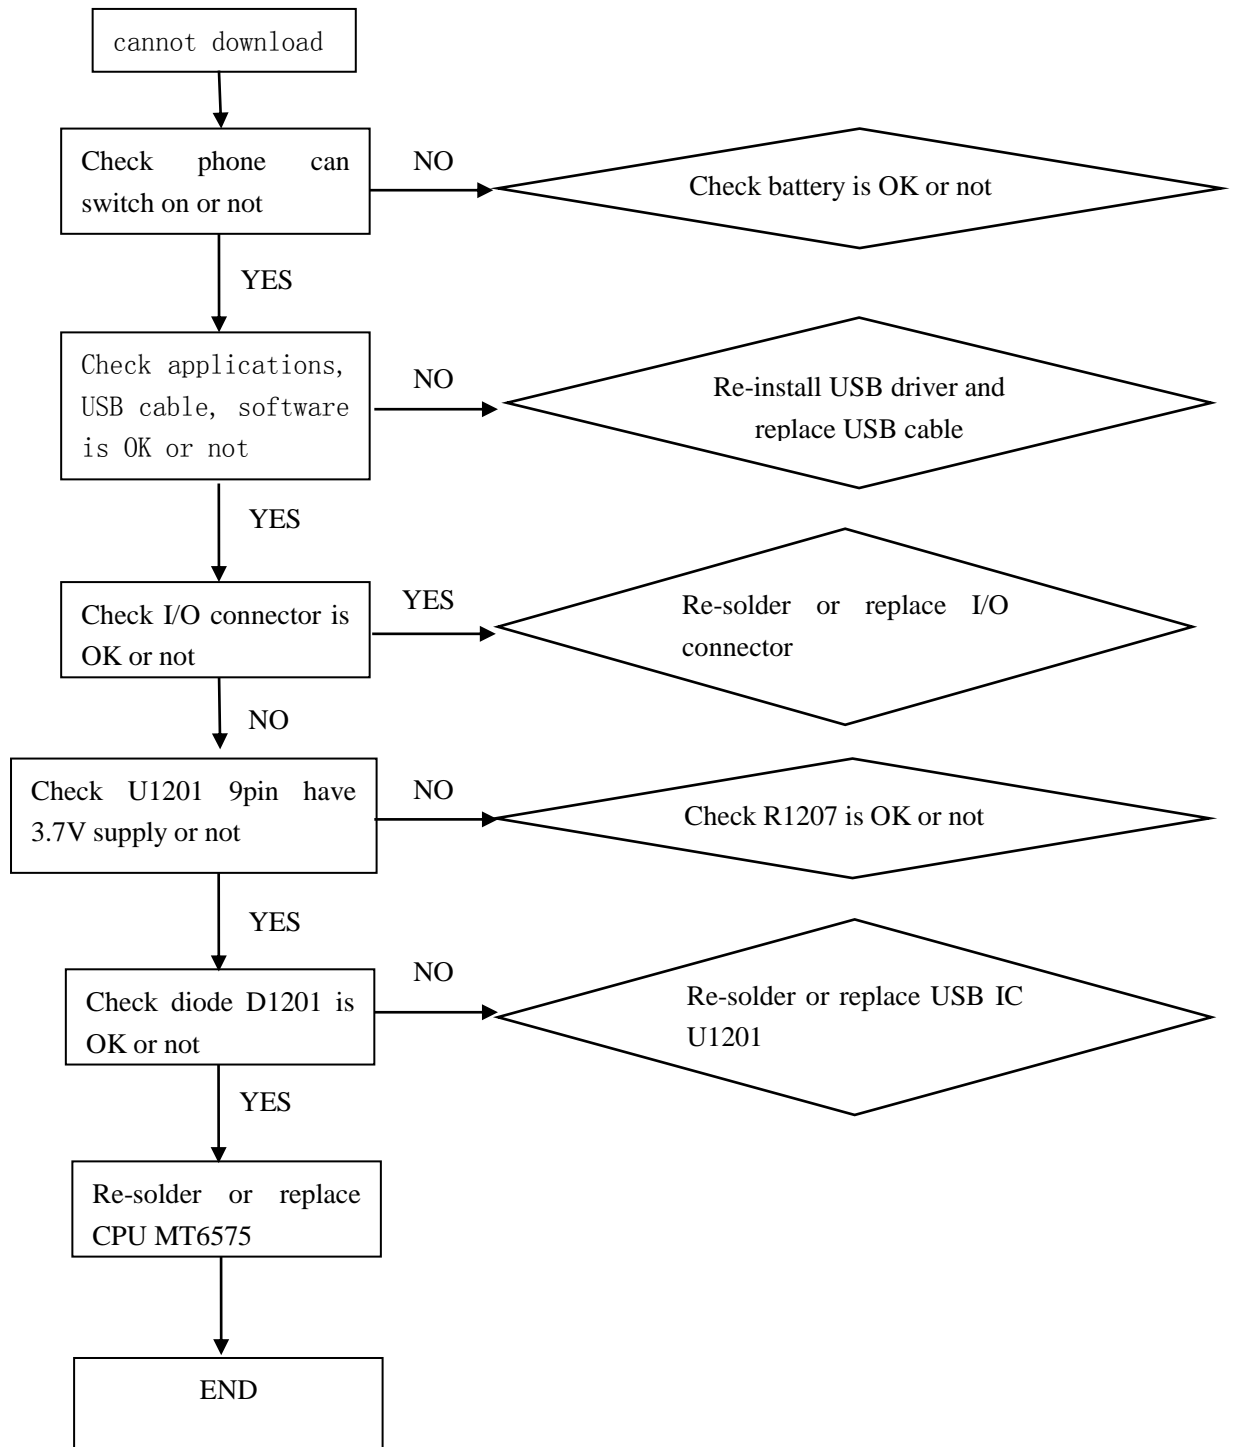 cannot download
Check phone can
switch on or not
NO
Check battery is OK or not
YES
Check applications,
USB cable, software
is OK or not
NO
Re-install USB driver and
replace USB cable
YES
Check I/O connector is
OK or not
YES
Re-solder or replace I/O
connector
NO
Check U1201 9pin have
3.7V supply or not
NO
Check R1207 is OK or not
YES
Check diode D1201 is
OK or not
NO
Re-solder or replace USB IC
U1201
YES
Re-solder or replace
CPU MT6575
END